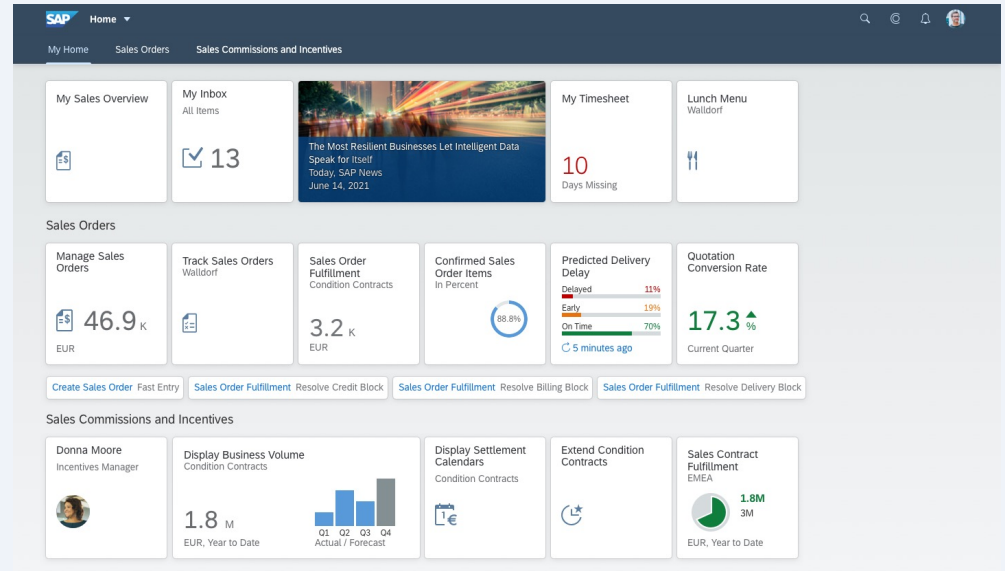 SAP Home
My Home Sales Orders Sales Commissions and Incentives
My Sales Overview
My Inbox
All Items
13
The Most Resilient Businesses Let Intelligent Data
Speak for Itself
Today, SAP News
June 14, 2021
My Timesheet
10
Days Missing
Lunch Menu
Walldorf
Sales Orders
Manage Sales
Orders
46.9 K
EUR
Track Sales Orders
Walldorf
Sales Order
Fulfillment
Condition Contracts
3.2 K
EUR
Confirmed Sales
Order Items
In Percent
88.8%
Predicted Delivery
Delay
Delayed 11%
Early 19%
On Time 70%
5 minutes ago
Quotation
Conversion Rate
17.3 %
Current Quarter
Create Sales Order Fast Entry
Sales Order Fulfillment Resolve Credit Block
Sales Order Fulfillment Resolve Billing Block
Sales Order Fulfillment Resolve Delivery Block
Sales Commissions and Incentives
Donna Moore
Incentives Manager
Display Business Volume
Condition Contracts
1.8 M
EUR, Year to Date
Q1 Q2 Q3 Q4
Actual / Forecast
Display Settlement
Calendars
Condition Contracts
1 €
Extend Condition
Contracts
Sales Contract
Fulfillment
EMEA
1.8M
3M
EUR, Year to Date